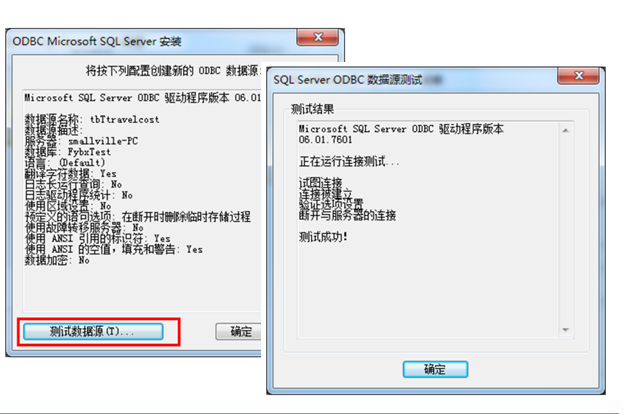 ODBC Microsoft SQL Server 安装
将按下列配置创建新的 ODBC 数据源:
Microsoft SQL Server ODBC 驱动程序版本 06.01
数据源名称: tbTtravelcost
数据源描述:
服务器: smallville-PC
数据库: FybxTest
语言: (Default)
翻译字符数据: Yes
日志长运行查询: No
日志驱动程序统计: No
使用区域设置: No
预定义的语句选项: 在断开时删除临时存储过程
使用故障转移服务器: No
使用 ANSI 引用的标识符: Yes
使用 ANSI 的空值，填充和警告: Yes
数据加密: No
测试数据源(T)...
确定
SQL Server ODBC 数据源测试
测试结果
Microsoft SQL Server ODBC 驱动程序版本
06.01.7601
正在运行连接测试...
试图连接
连接被建立
验证选项设置
断开与服务器的连接
测试成功!
确定